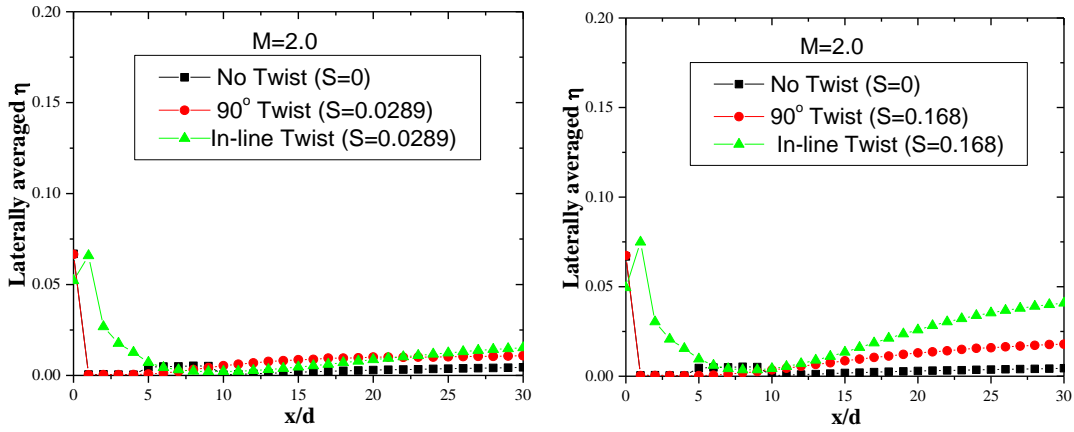 M=2.0
No Twist (S=0)
90° Twist (S=0.0289)
In-line Twist (S=0.0289)
Laterally averaged η
0.20
0.15
0.10
0.05
0.00
0 5 10 15 20 25 30
x/d
M=2.0
No Twist (S=0)
90° Twist (S=0.168)
In-line Twist (S=0.168)
Laterally averaged η
0.20
0.15
0.10
0.05
0.00
0 5 10 15 20 25 30
x/d